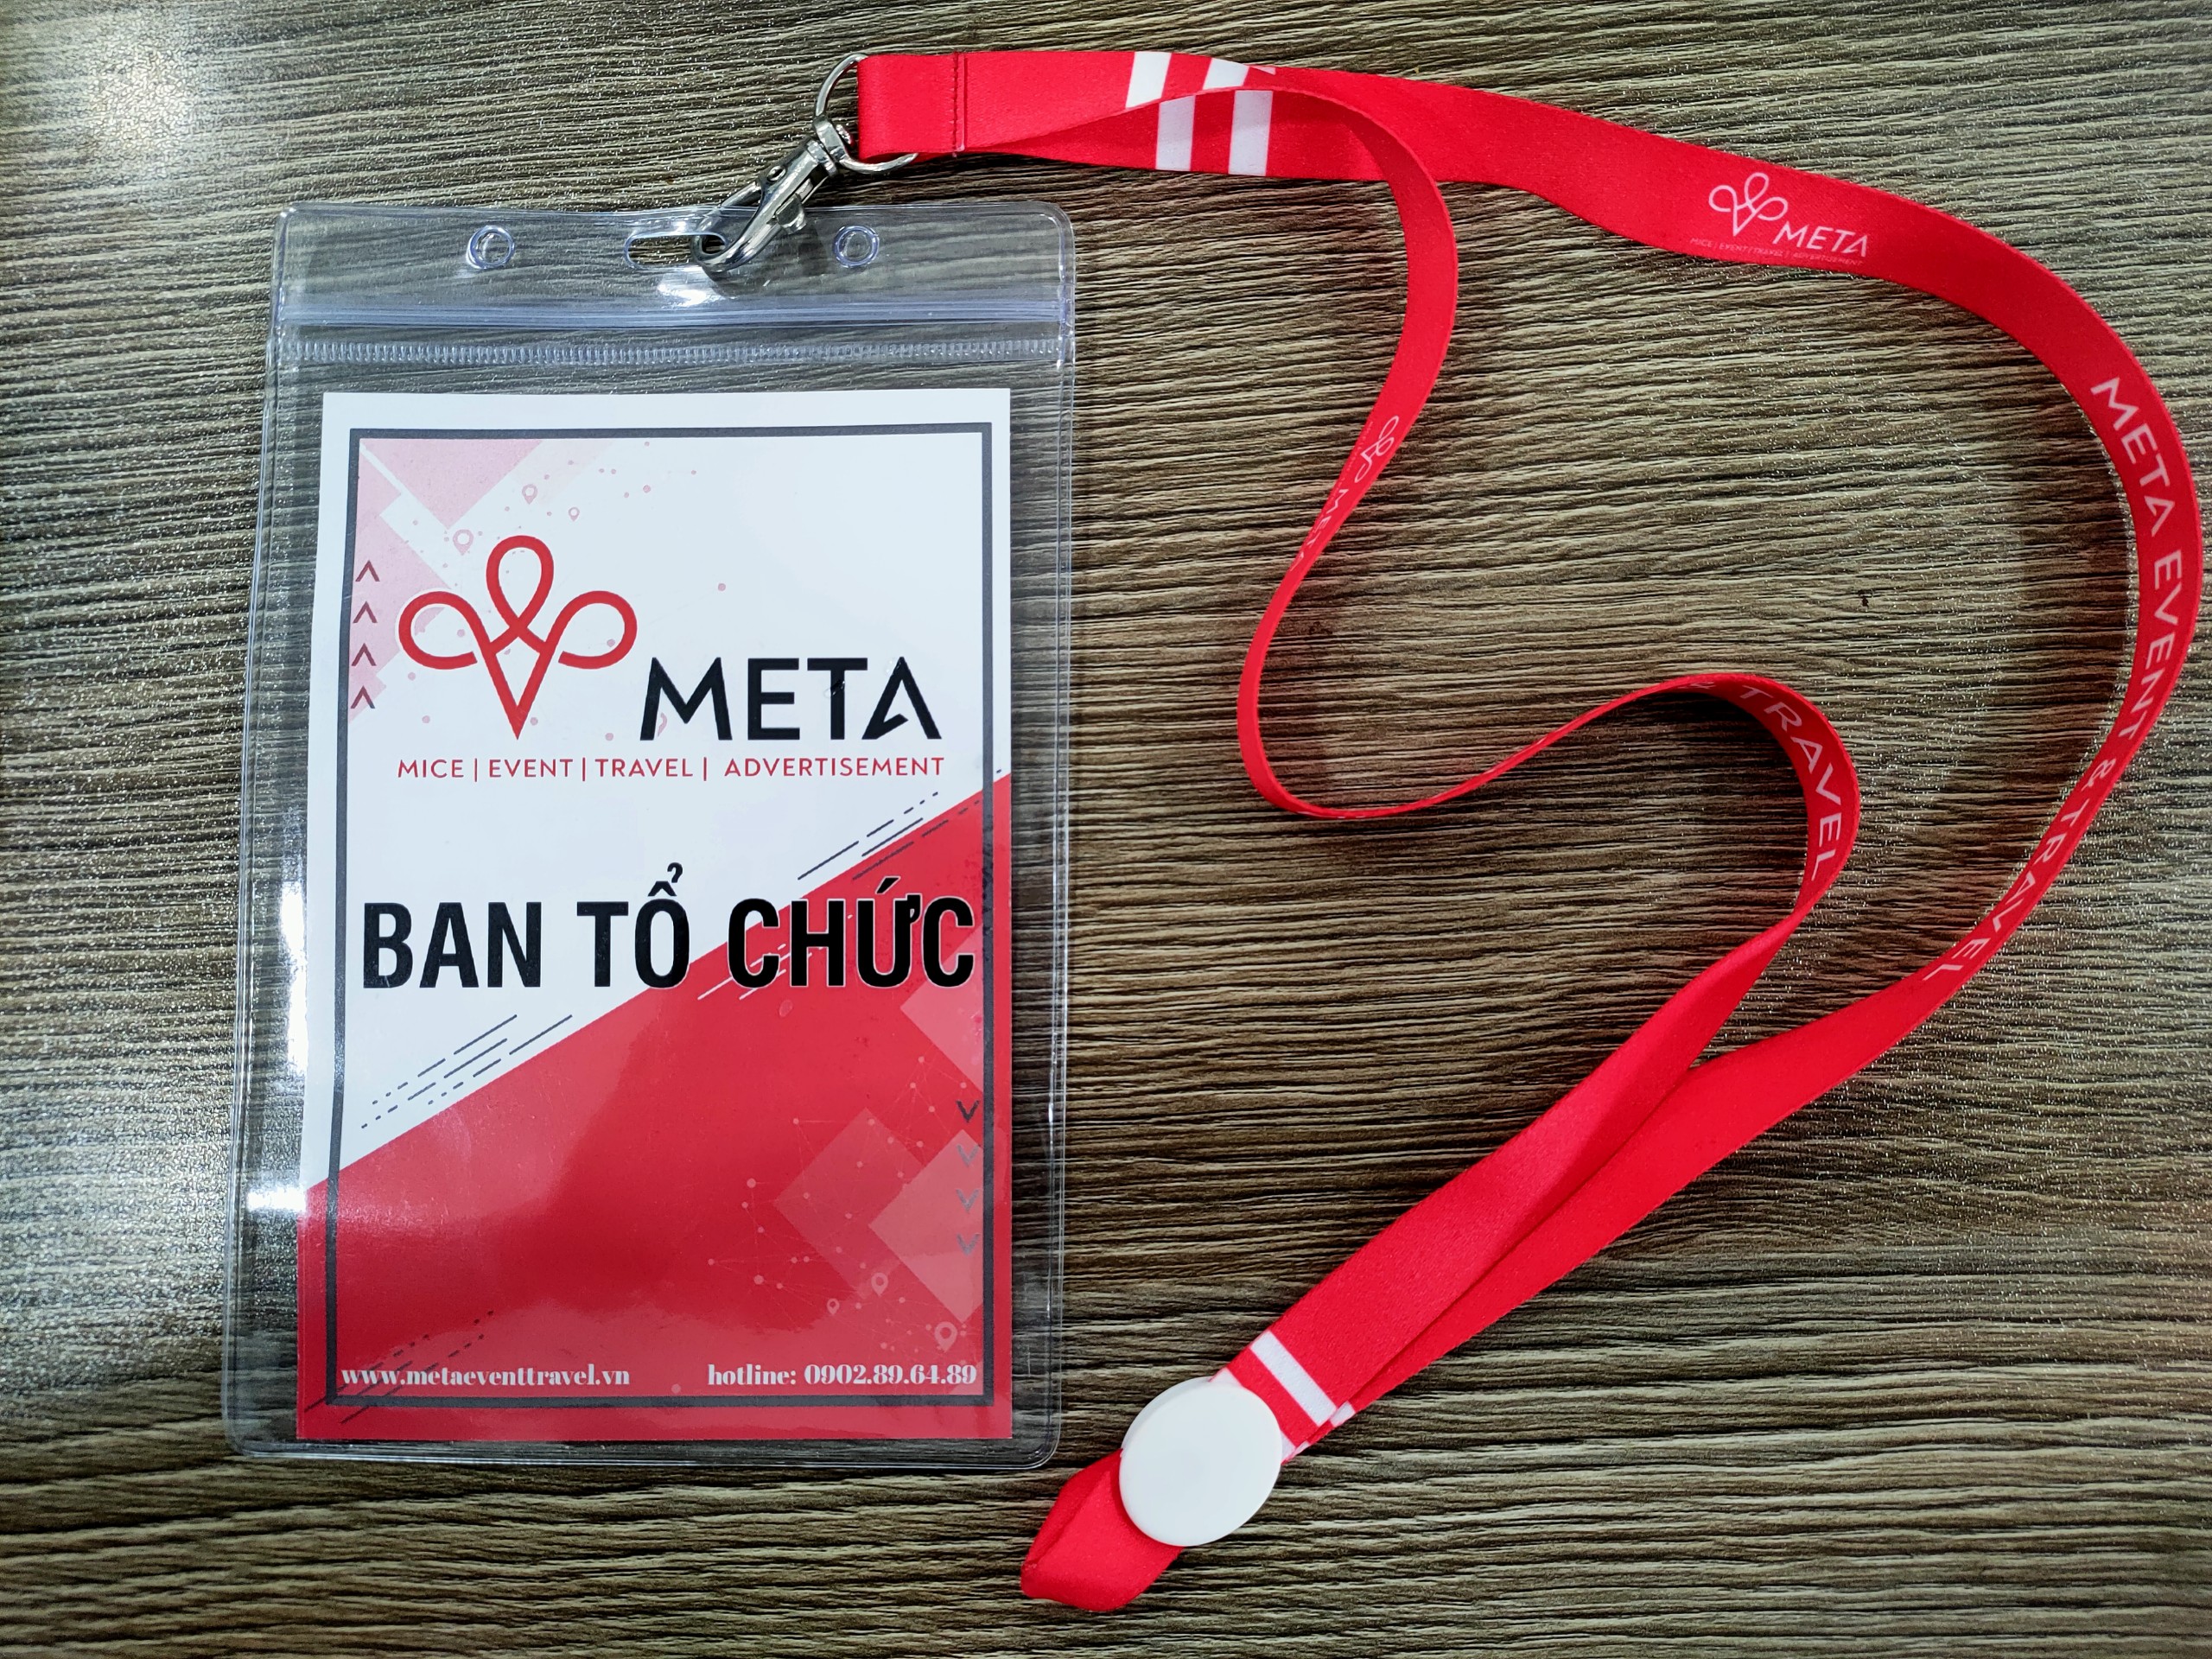 META
MICE | EVENT | TRAVEL | ADVERTISEMENT
BAN TỔ CHỨC
www.metaeventtravel.vn hotline: 0902.89.64.89
META
MICE | EVENT | TRAVEL | ADVERTISEMENT
META EVENT & TRAVEL
& TRAVEL